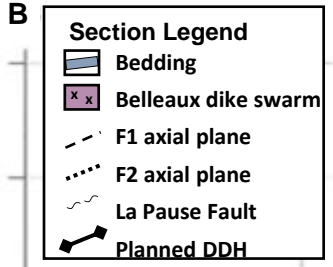 B
Section Legend
Bedding
x x Belleaux dike swarm
F1 axial plane
F2 axial plane
La Pause Fault
Planned DDH